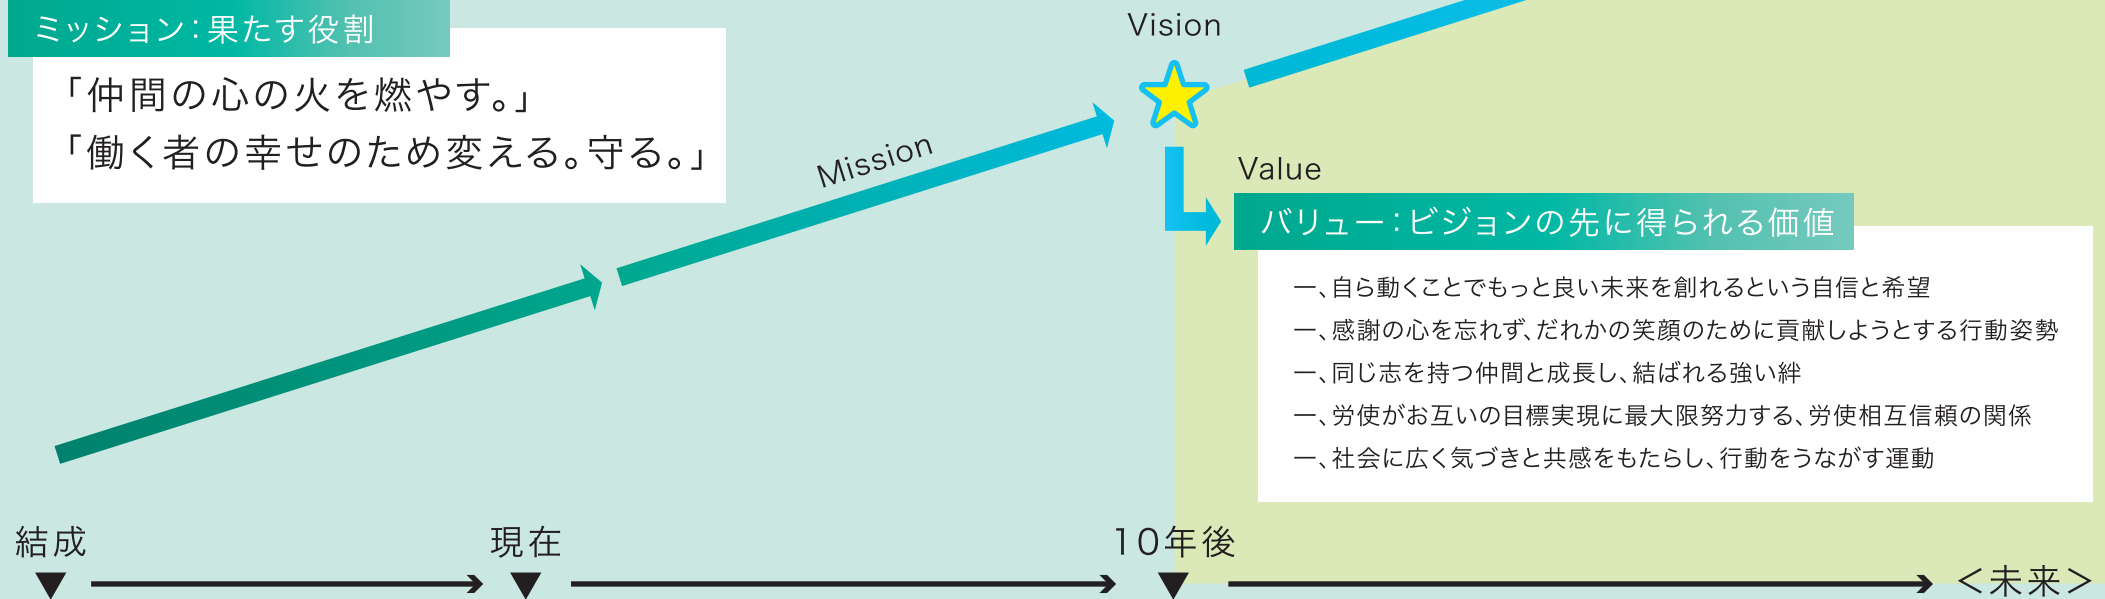 ミッション：果たす役割
「仲間の心の火を燃やす。」
「働く者の幸せのため変える。守る。」
Mission
Vision
Value
バリュー：ビジョンの先に得られる価値
一、自ら動くことでもっと良い未来を創れるという自信と希望
一、感謝の心を忘れず、だれかの笑顔のために貢献しようとする行動姿勢
一、同じ志を持つ仲間と成長し、結ばれる強い絆
一、労使がお互いの目標実現に最大限努力する、労使相互信頼の関係
一、社会に広く気づきと共感をもたらし、行動をうながす運動
結成
現在
10年後
＜未来＞